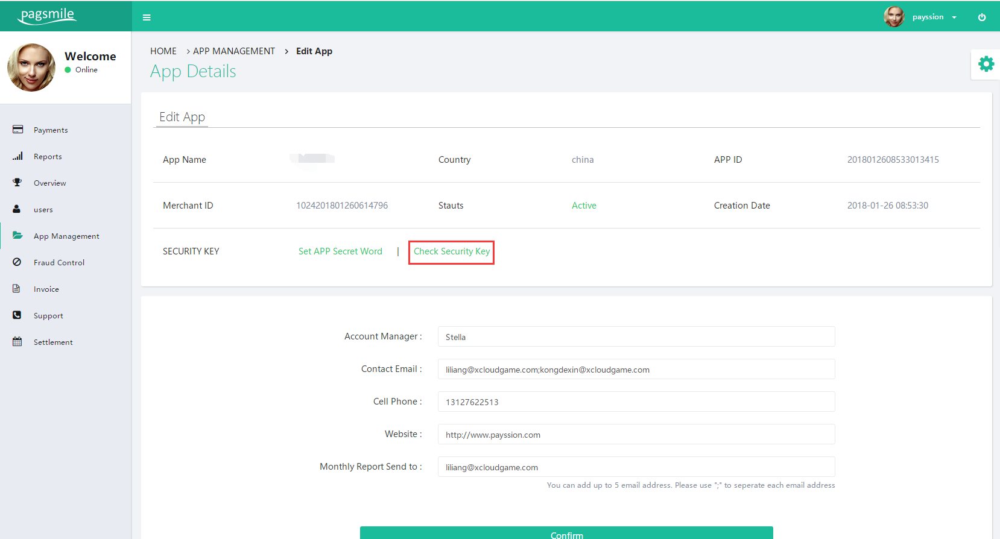 pagsmile
payssion
Welcome
Online
Payments
Reports
Overview
users
App Management
Fraud Control
Invoice
Support
Settlement
HOME > APP MANAGEMENT > Edit App
App Details
Edit App
App Name Country china APP ID 2018012608533013415
Merchant ID 1024201801260614796 Stauts Active Creation Date 2018-01-26 08:53:30
SECURITY KEY Set APP Secret Word | Check Security Key
Account Manager : Stella
Contact Email : liliang@xcloudgame.com;kongdexin@xcloudgame.com
Cell Phone : 13127622513
Website : http://www.payssion.com
Monthly Report Send to : liliang@xcloudgame.com
You can add up to 5 email address. Please use ";" to seperate each email address
Confirm